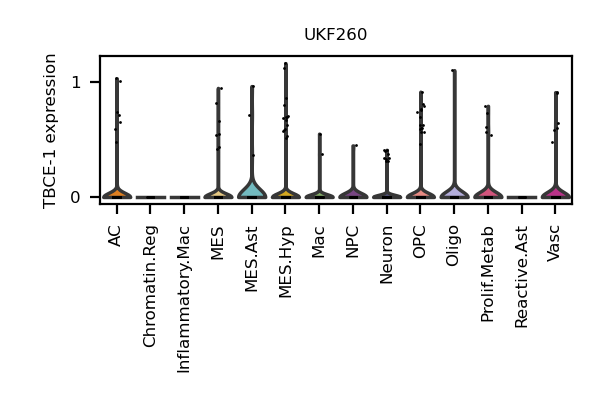 UKF260
TBCE-1 expression
1
0
AC
Chromatin.Reg
Inflammatory.Mac
MES
MES.Ast
MES.Hyp
Mac
NPC
Neuron
OPC
Oligo
Prolif.Metab
Reactive.Ast
Vasc